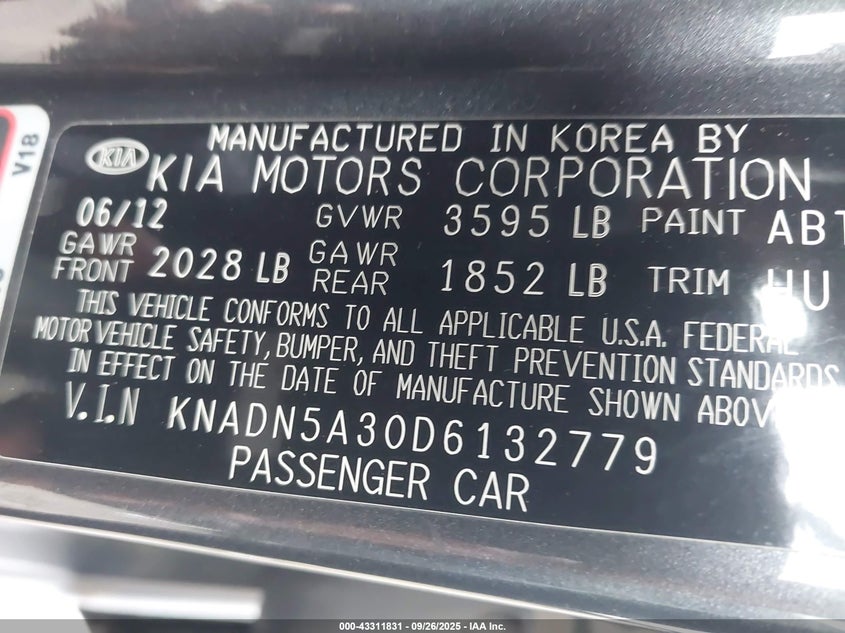 V18
MANUFACTURED IN KOREA BY
KIA KIA MOTORS CORPORATION
06/12 GVWR 3595 LB PAINT ABT
GAWR FRONT 2028 LB GAWR REAR 1852 LB TRIM HU
THIS VEHICLE CONFORMS TO ALL APPLICABLE U.S.A. FEDERAL
MOTOR VEHICLE SAFETY, BUMPER, AND THEFT PREVENTION STANDARDS
IN EFFECT ON THE DATE OF MANUFACTURE SHOWN ABOVE
V.I.N KNADN5A30D6132779
PASSENGER CAR
000-43311831 - 09/26/2025 - IAA Inc.